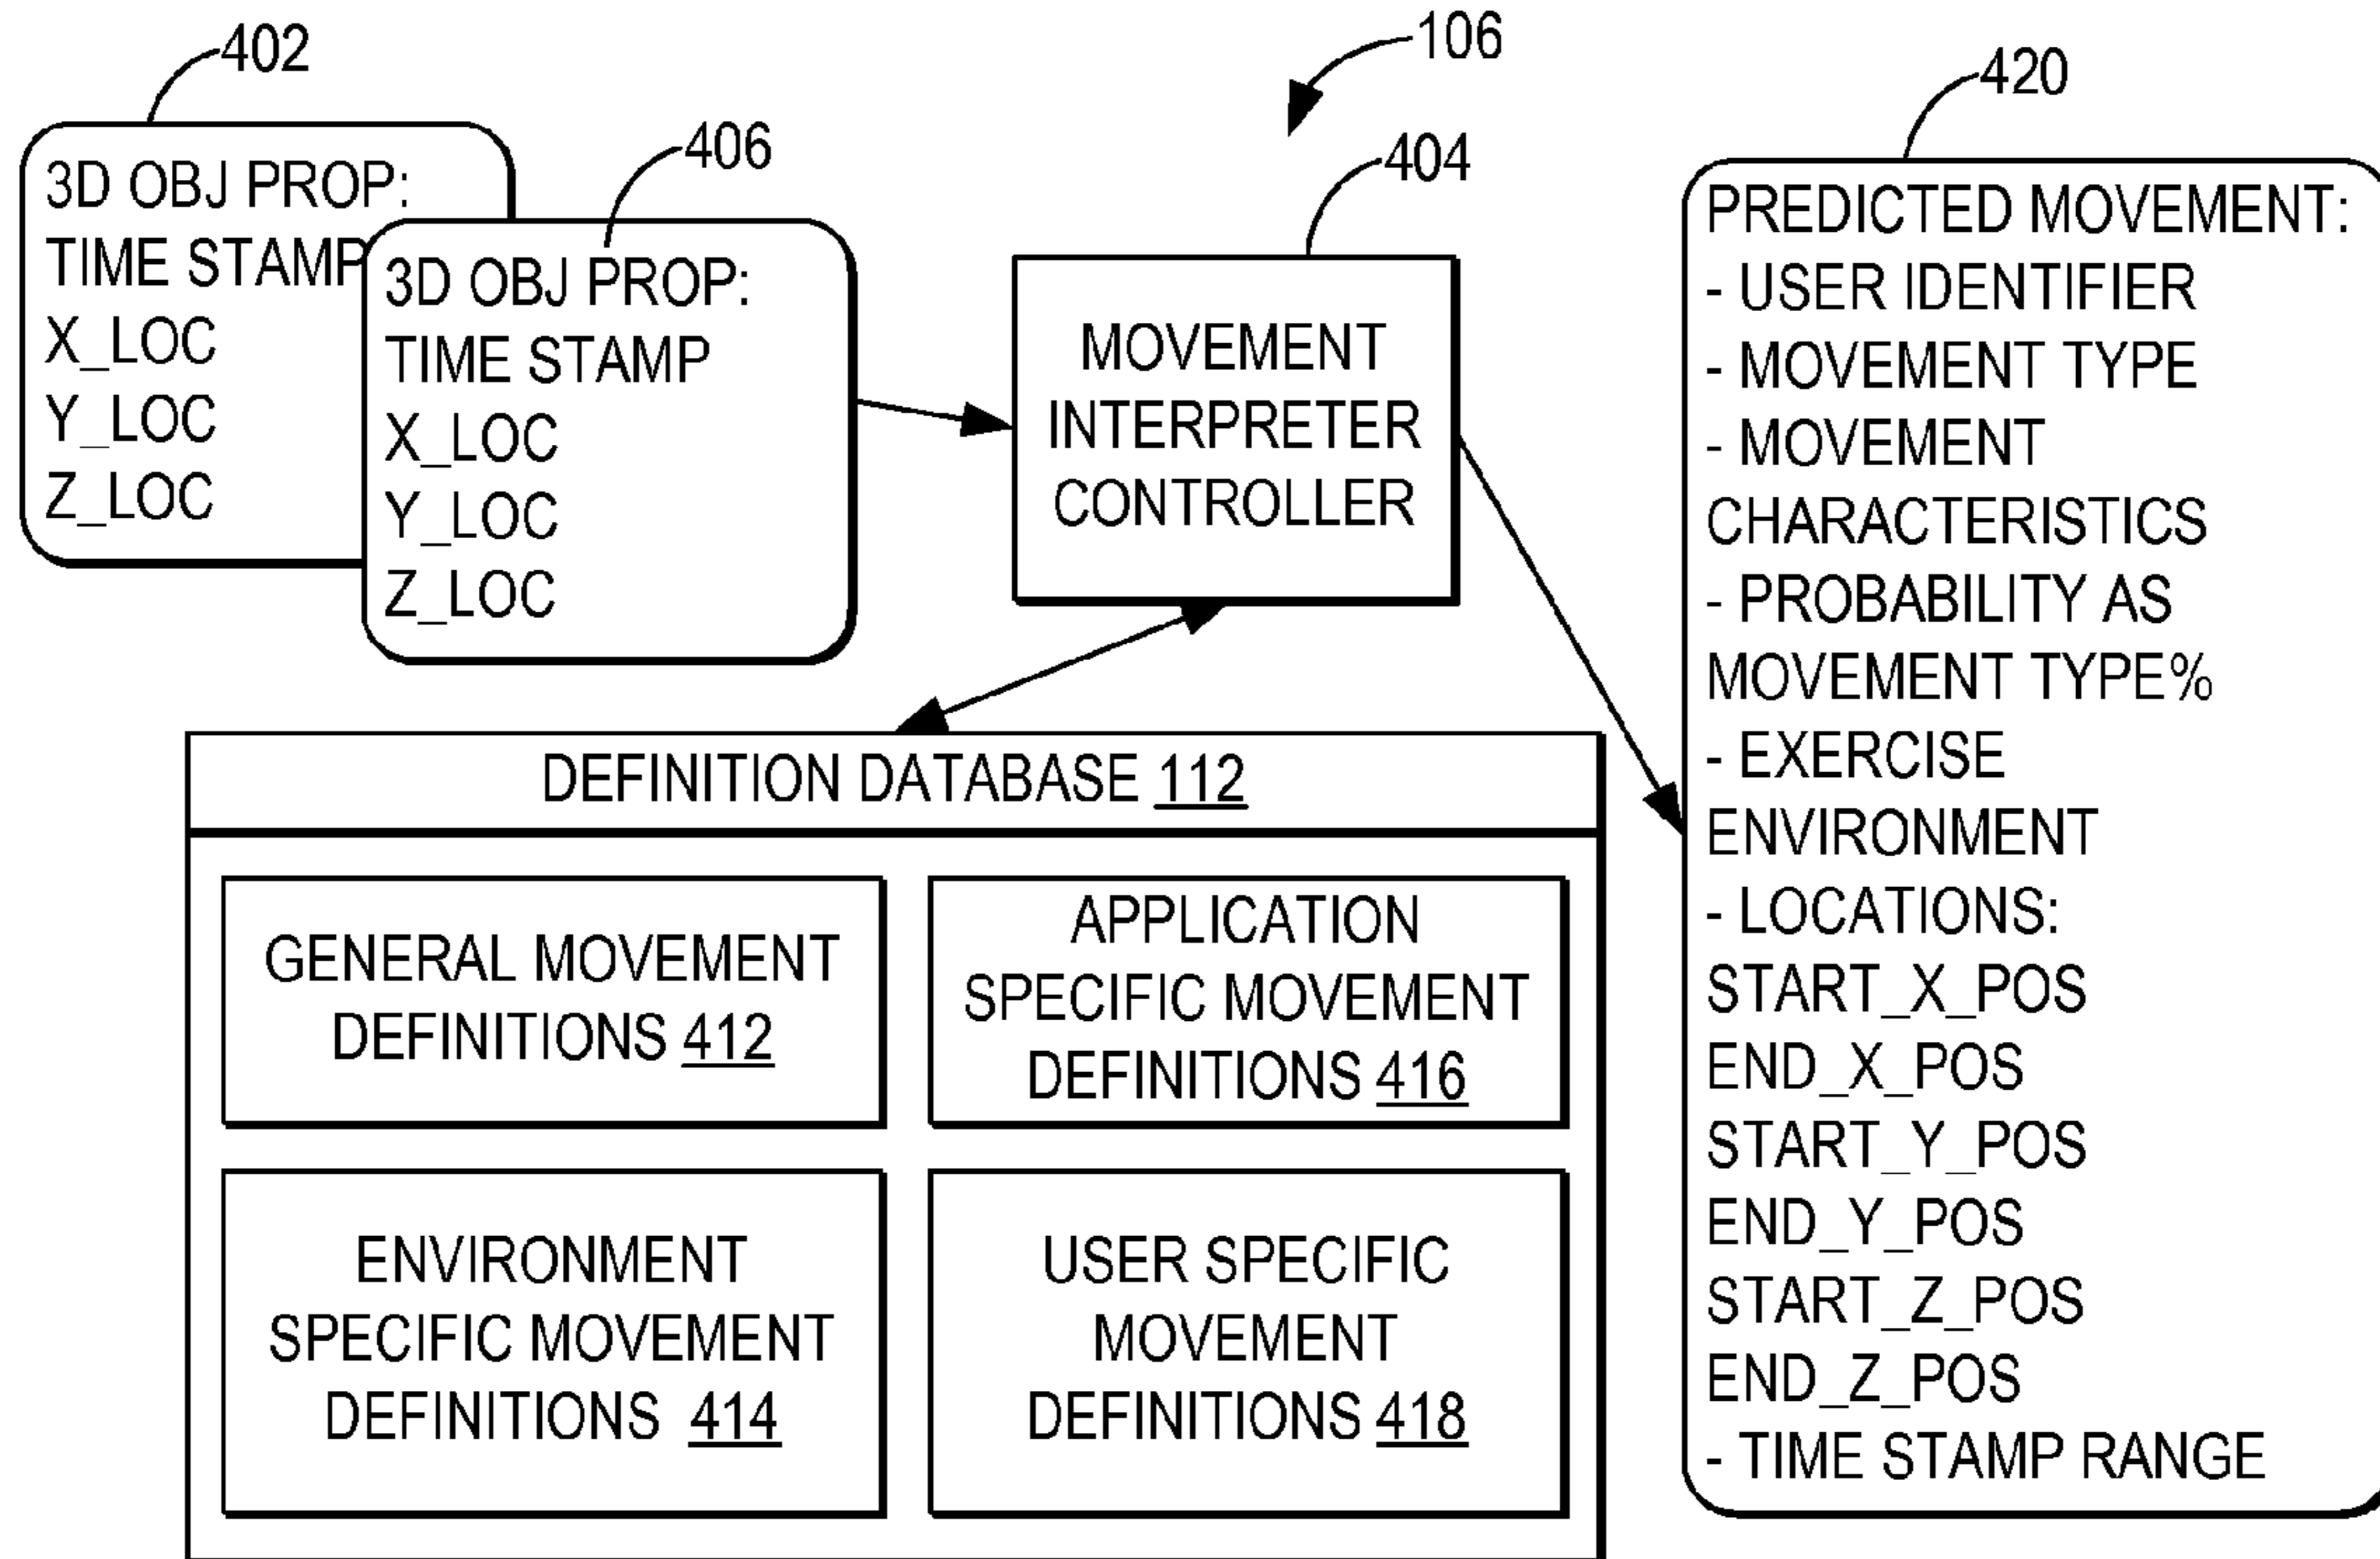 402
3D OBJ PROP:
TIME STAMP
X_LOC
Y_LOC
Z_LOC
406
3D OBJ PROP:
TIME STAMP
X_LOC
Y_LOC
Z_LOC
106
404
MOVEMENT
INTERPRETER
CONTROLLER
420
PREDICTED MOVEMENT:
- USER IDENTIFIER
- MOVEMENT TYPE
- MOVEMENT
CHARACTERISTICS
- PROBABILITY AS
MOVEMENT TYPE%
- EXERCISE
ENVIRONMENT
- LOCATIONS:
START_X_POS
END_X_POS
START_Y_POS
END_Y_POS
START_Z_POS
END_Z_POS
- TIME STAMP RANGE
DEFINITION DATABASE 112
GENERAL MOVEMENT
DEFINITIONS 412
APPLICATION
SPECIFIC MOVEMENT
DEFINITIONS 416
ENVIRONMENT
SPECIFIC MOVEMENT
DEFINITIONS 414
USER SPECIFIC
MOVEMENT
DEFINITIONS 418